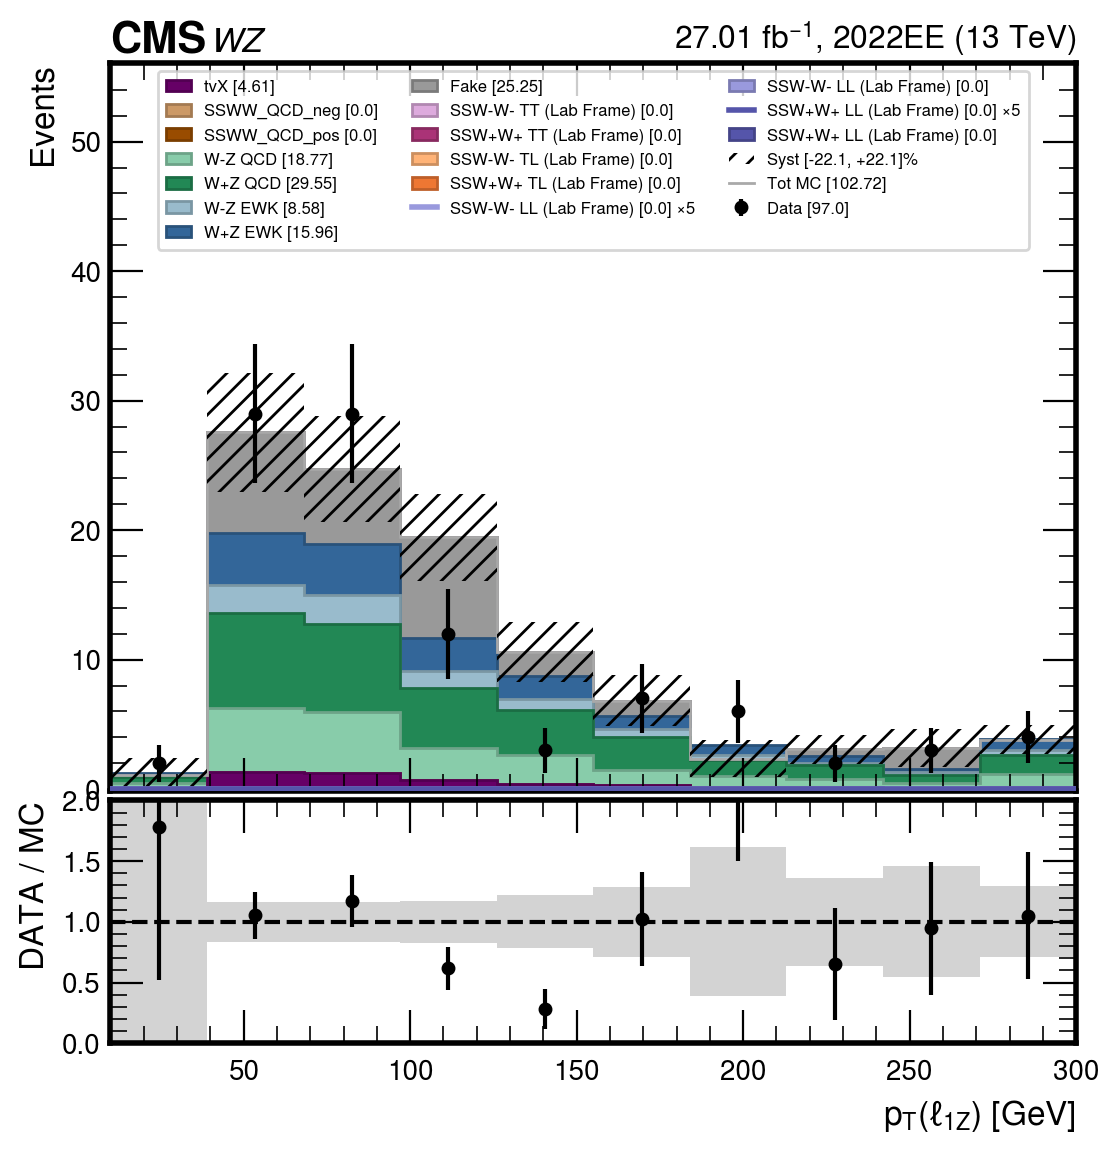 CMS WZ
27.01 fb⁻¹, 2022EE (13 TeV)
Events
tvX [4.61]
SSWW_QCD_neg [0.0]
SSWW_QCD_pos [0.0]
W-Z QCD [18.77]
W+Z QCD [29.55]
W-Z EWK [8.58]
W+Z EWK [15.96]
Fake [25.25]
SSW-W- TT (Lab Frame) [0.0]
SSW+W+ TT (Lab Frame) [0.0]
SSW-W- TL (Lab Frame) [0.0]
SSW+W+ TL (Lab Frame) [0.0]
SSW-W- LL (Lab Frame) [0.0] ×5
SSW-W- LL (Lab Frame) [0.0]
SSW+W+ LL (Lab Frame) [0.0] ×5
SSW+W+ LL (Lab Frame) [0.0]
Syst [-22.1, +22.1]%
Tot MC [102.72]
Data [97.0]
50
40
30
20
10
0
0
DATA / MC
2.0
1.5
1.0
0.5
0.0
50 100 150 200 250 300
p_T(ℓ_1Z) [GeV]